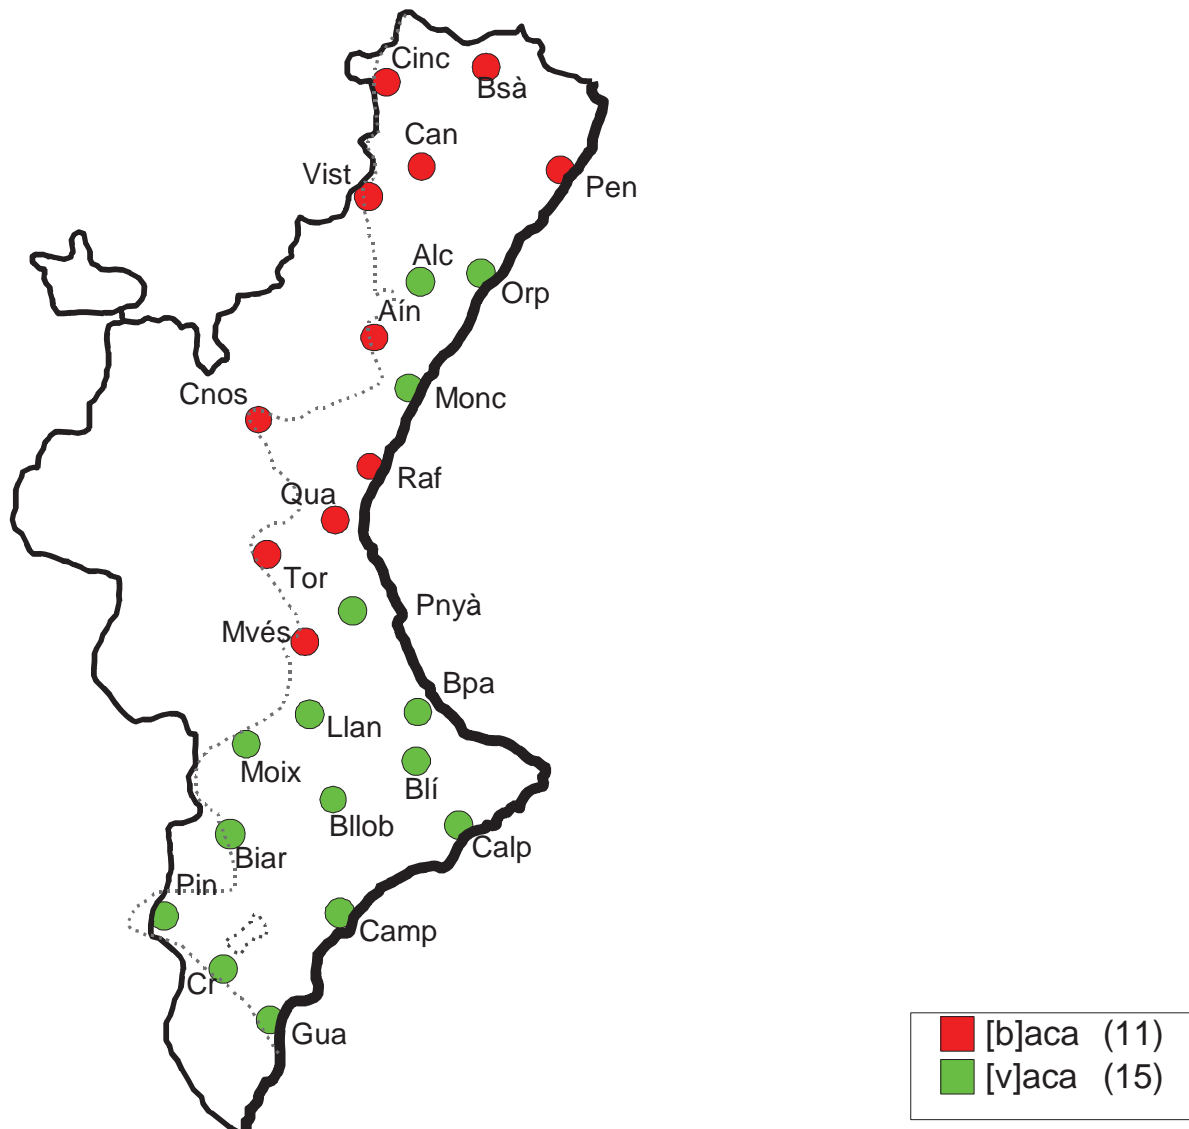 Cinc
Bsà
Can
Vist
Pen
Alc
Orp
Aín
Cnos
Monc
Raf
Qua
Tor
Pnyà
Mvés
Bpa
Llan
Moix
Blí
Bllob
Calp
Biar
Pin
Camp
Cr
Gua
[b]aca (11)
[v]aca (15)